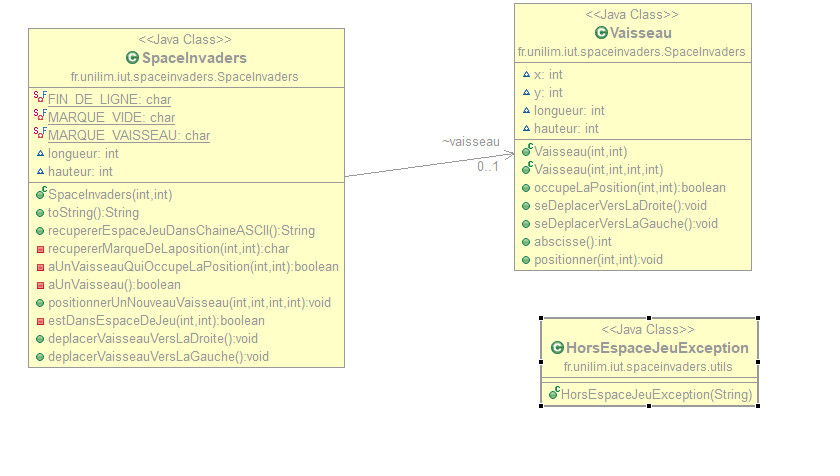 <<Java Class>>
SpaceInvaders
fr.unilim.iut.spaceinvaders.SpaceInvaders
FIN_DE_LIGNE: char
MARQUE_VIDE: char
MARQUE_VAISSEAU: char
longueur: int
hauteur: int
SpaceInvaders(int,int)
toString():String
recupererEspaceJeuDansChaineASCII():String
recupererMarqueDeLaposition(int,int):char
aUnVaisseauQuiOccupeLaPosition(int,int):boolean
aUnVaisseau():boolean
positionnerUnNouveauVaisseau(int,int,int,int):void
estDansEspaceDeJeu(int,int):boolean
deplacerVaisseauVersLaDroite():void
deplacerVaisseauVersLaGauche():void
~vaisseau
0..1
<<Java Class>>
Vaisseau
fr.unilim.iut.spaceinvaders.SpaceInvaders
x: int
y: int
longueur: int
hauteur: int
Vaisseau(int,int)
Vaisseau(int,int,int,int)
occupeLaPosition(int,int):boolean
seDeplacerVersLaDroite():void
seDeplacerVersLaGauche():void
abscisse():int
positionner(int,int):void
<<Java Class>>
HorsEspaceJeuException
fr.unilim.iut.spaceinvaders.utils
HorsEspaceJeuException(String)